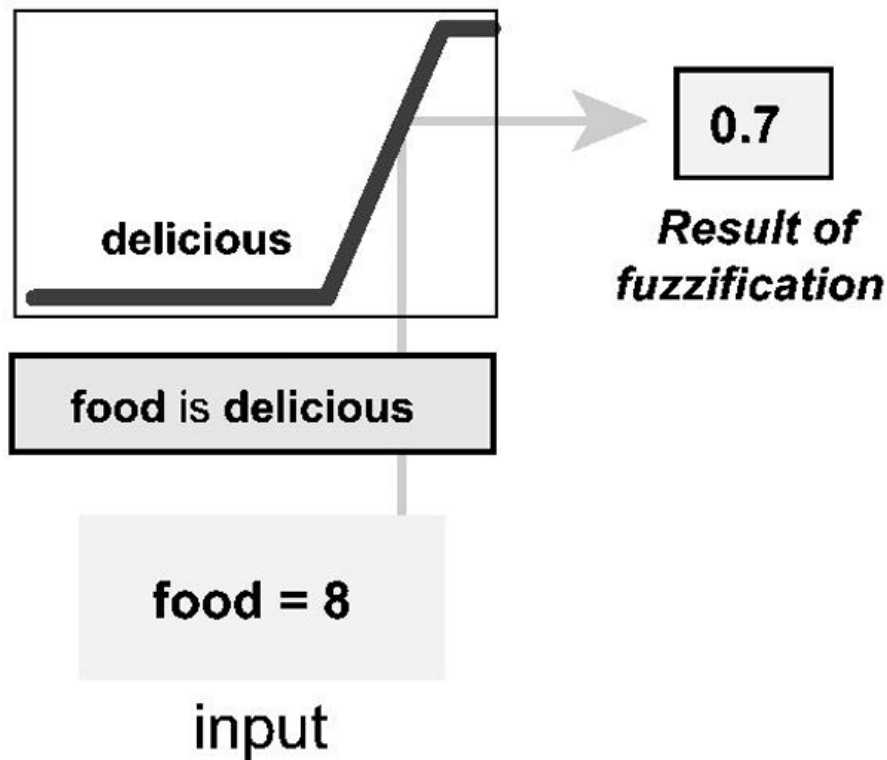 delicious
0.7
Result of
fuzzification
food is delicious
food = 8
input